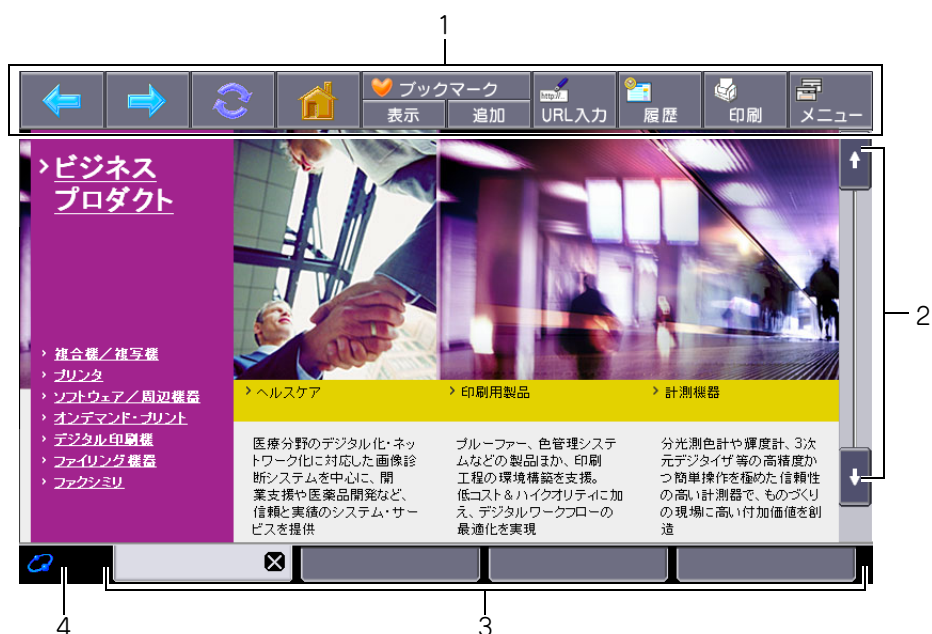 1
ブックマーク
表示
追加
http://
URL入力
履歴
印刷
メニュー
>ビジネス
プロダクト
> 複合機／複写機
> プリンタ
> ソフトウェア／周辺機器
> オンデマンド・プリント
> デジタル印刷機
> ファイリング機器
> ファクシミリ
> ヘルスケア
医療分野のデジタル化・ネッ
トワーク化に対応した画像診
断システムを中心に、開
業支援や医薬品開発など、
信頼と実績のシステム・サー
ビスを提供
> 印刷用製品
プルーファー、色管理システ
ムなどの製品ほか、印刷
工程の環境構築を支援。
低コスト＆ハイクオリティに加
え、デジタルワークフローの
最適化を実現
> 計測機器
分光測色計や輝度計、3次
元デジタイザ等の高精度か
つ簡単操作を極めた信頼性
の高い計測器で、ものづくり
の現場に高い付加価値を創
造
2
4
3